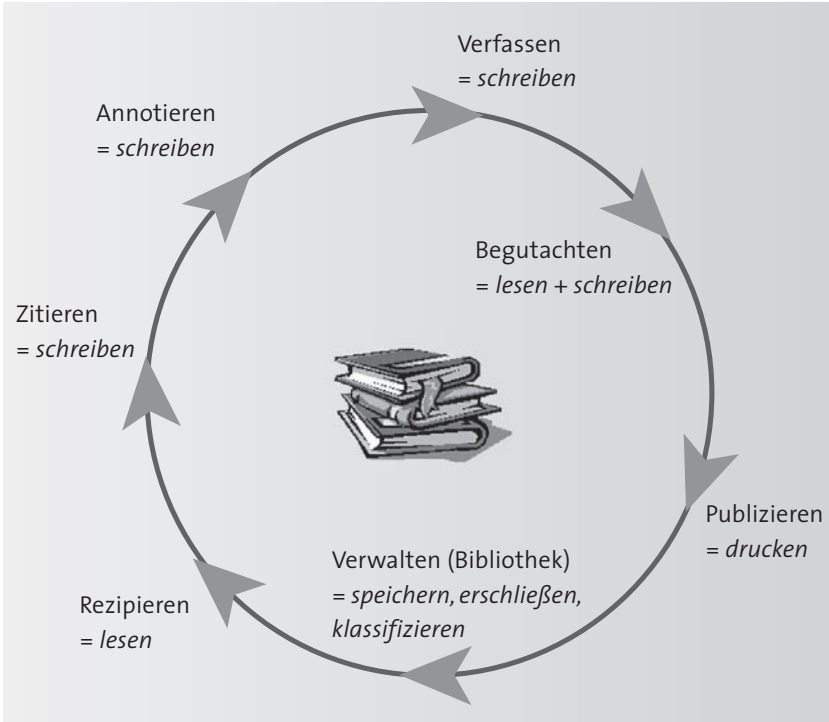 Verfassen
= schreiben
Begutachten
= lesen + schreiben
Publizieren
= drucken
Verwalten (Bibliothek)
= speichern, erschließen,
klassifizieren
Rezipieren
= lesen
Zitieren
= schreiben
Annotieren
= schreiben